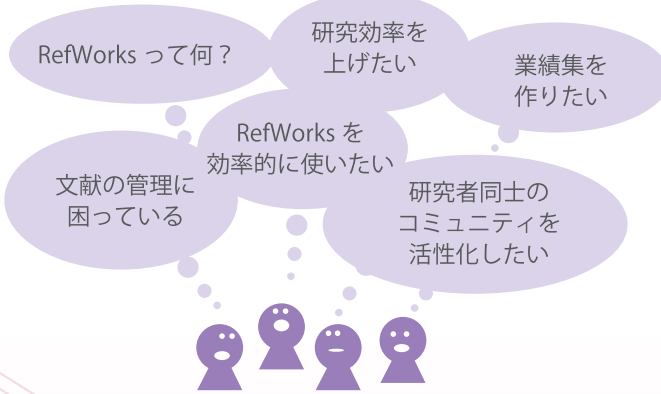 RefWorks って何？
研究効率を
上げたい
業績集を
作りたい
RefWorks を
効率的に使いたい
文献の管理に
困っている
研究者同士の
コミュニティを
活性化したい